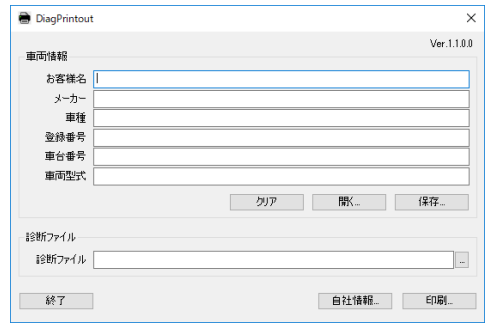 DiagPrintout
Ver.1.1.0.0
車両情報
お客様名
メーカー
車種
登録番号
車台番号
車両型式
クリア 開く... 保存...
診断ファイル
診断ファイル ...
終了 自社情報... 印刷...